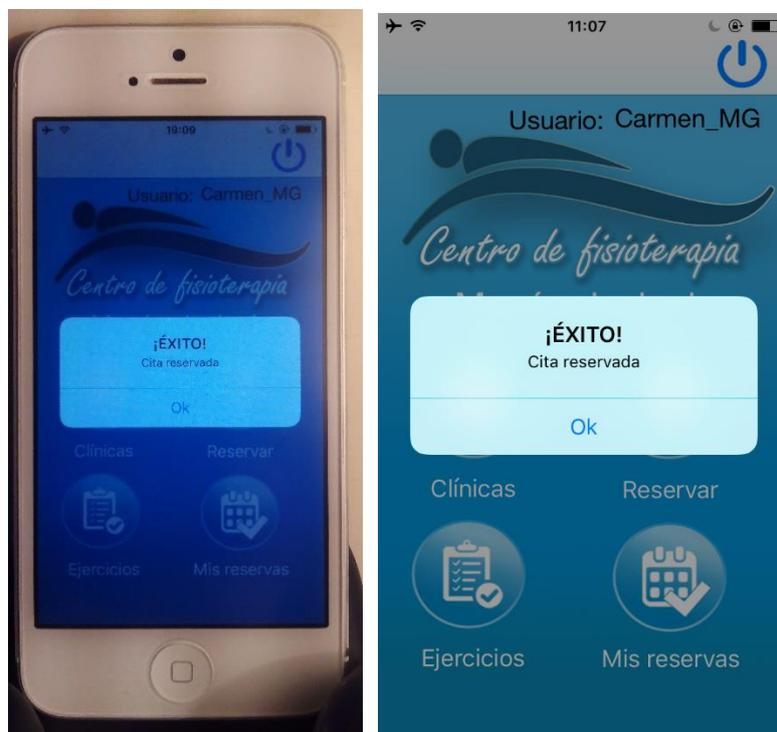 19:09
Usuario: Carmen_MG
Centro de fisioterapia
¡ÉXITO!
Cita reservada
Ok
Clínicas Reservar
Ejercicios Mis reservas
11:07
Usuario: Carmen_MG
Centro de fisioterapia
¡ÉXITO!
Cita reservada
Ok
Clínicas Reservar
Ejercicios Mis reservas